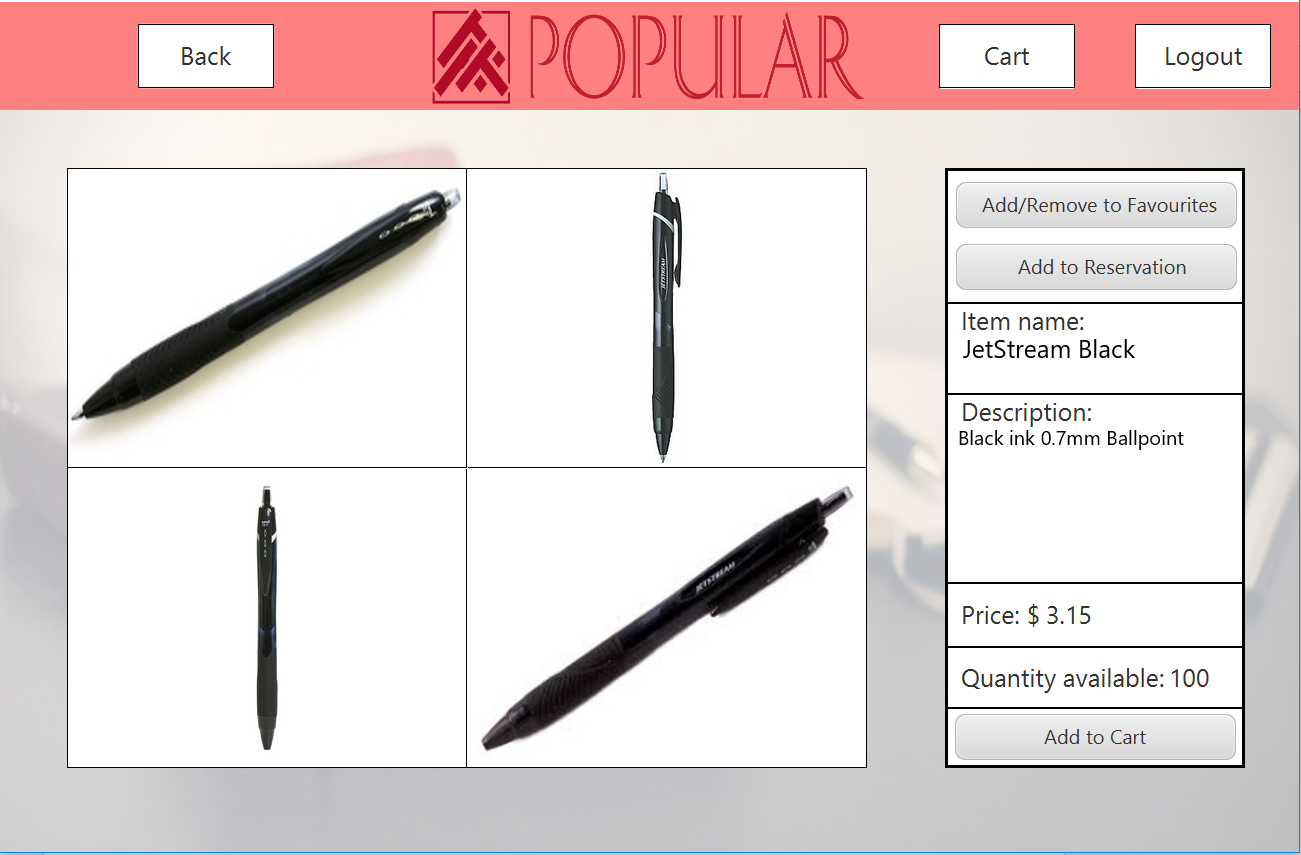 Back
POPULAR
Cart
Logout
Add/Remove to Favourites
Add to Reservation
Item name:
JetStream Black
Description:
Black ink 0.7mm Ballpoint
Price: $ 3.15
Quantity available: 100
Add to Cart
JETSTREAM
JETSTREAM